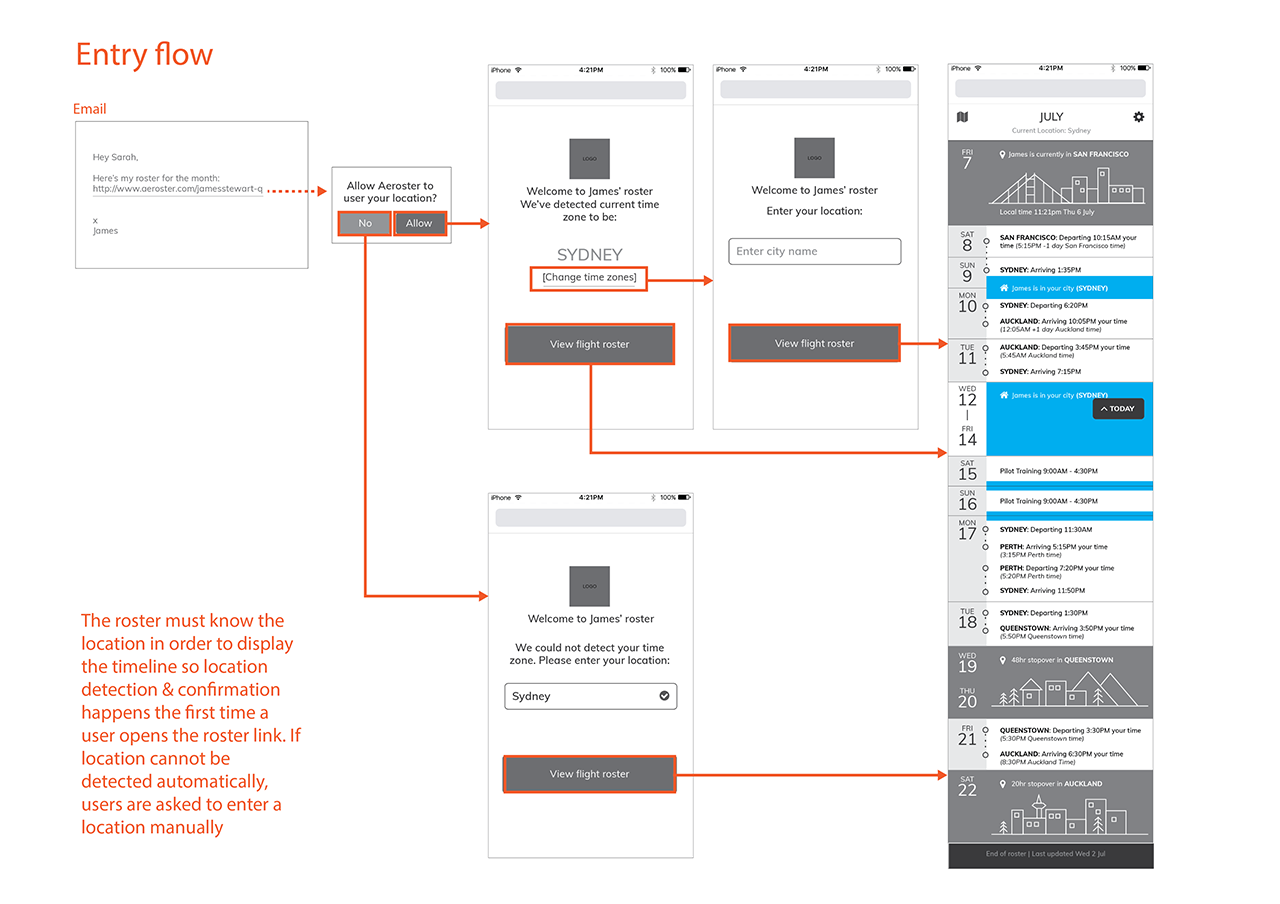 Entry flow
Email
Hey Sarah,
Here's my roster for the month:
http://www.aeroster.com/jamesstewart-q
x
James
Allow Aeroster to
user your location?
No
Allow
iPhone
4:21PM
100%
LOGO
Welcome to James' roster
We've detected current time
zone to be:
SYDNEY
[Change time zones]
View flight roster
iPhone
4:21PM
100%
LOGO
Welcome to James' roster
Enter your location:
Enter city name
View flight roster
iPhone
4:21PM
100%
LOGO
Welcome to James' roster
We could not detect your time
zone. Please enter your location:
Sydney
View flight roster
The roster must know the
location in order to display
the timeline so location
detection & confirmation
happens the first time a
user opens the roster link. If
location cannot be
detected automatically,
users are asked to enter a
location manually
iPhone
4:21PM
100%
JULY
Current Location: Sydney
FRI
7
James is currently in SAN FRANCISCO
Local time 11:21pm Thu 6 July
SAT
8
SAN FRANCISCO: Departing 10:15AM your
time (5:15PM -1 day San Francisco time)
SUN
9
SYDNEY: Arriving 1:35PM
James is in your city (SYDNEY)
MON
10
SYDNEY: Departing 6:20PM
AUCKLAND: Arriving 10:05PM your time
(12:05AM +1 day Auckland time)
TUE
11
AUCKLAND: Departing 3:45PM your time
(5:45AM Auckland time)
SYDNEY: Arriving 7:15PM
WED
12
FRI
14
James is in your city (SYDNEY)
TODAY
SAT
15
Pilot Training 9:00AM - 4:30PM
SUN
16
Pilot Training 9:00AM - 4:30PM
MON
17
SYDNEY: Departing 11:30AM
PERTH: Arriving 5:15PM your time
(3:15PM Perth time)
PERTH: Departing 7:20PM your time
(5:20PM Perth time)
SYDNEY: Arriving 11:50PM
TUE
18
SYDNEY: Departing 1:30PM
QUEENSTOWN: Arriving 3:50PM your time
(5:50PM Queenstown time)
WED
19
THU
20
48hr stopover in QUEENSTOWN
FRI
21
QUEENSTOWN: Departing 3:30PM your time
(5:30PM Queenstown time)
AUCKLAND: Arriving 6:30PM your time
(8:30PM Auckland Time)
SAT
22
20hr stopover in AUCKLAND
End of roster | Last updated Wed 2 Jul